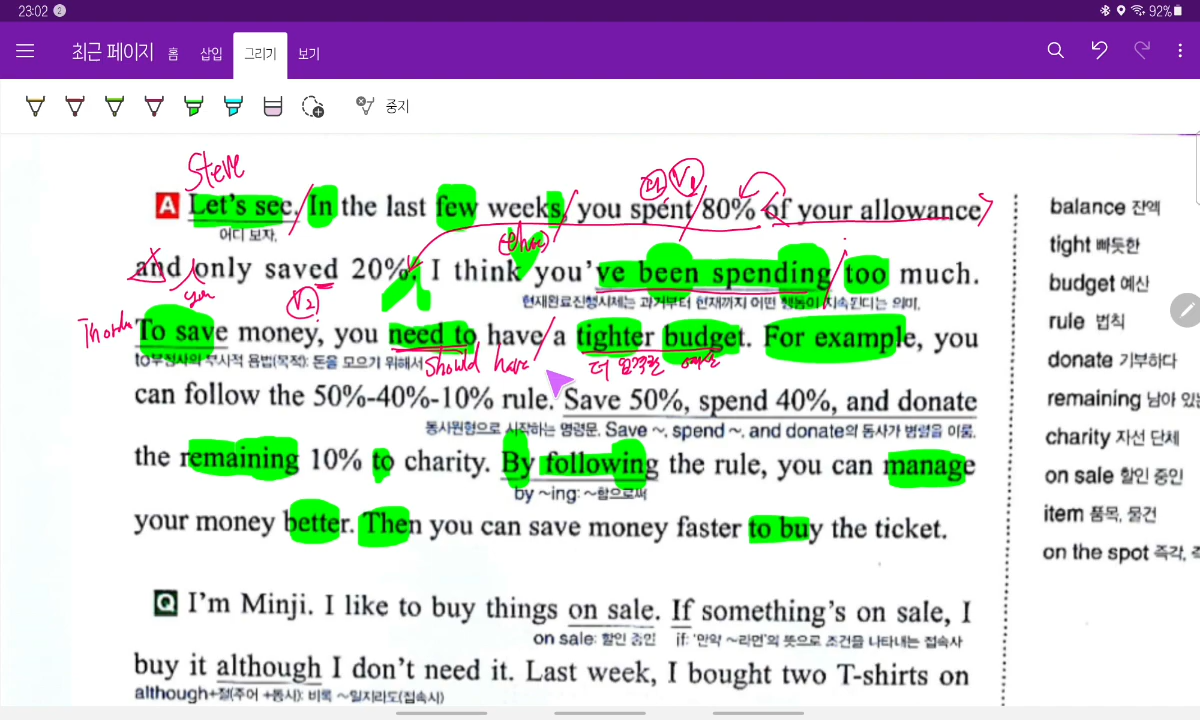 23:02 2 92%
최근 페이지 홈 삽입 그리기 보기
중지
Steve
A Let's see. In the last few weeks, you spent 80% of your allowance
어디 보자.
and only saved 20%. I think you've been spending too much.
you V2 (that) 과 V1
현재완료진행시제는 과거부터 현재까지 어떤 행동이 지속된다는 의미.
To save money, you need to have a tighter budget. For example, you
to부정사의 부사적 용법(목적): 돈을 모으기 위해서 should have 더 엄격한 예산
can follow the 50%-40%-10% rule. Save 50%, spend 40%, and donate
동사원형으로 시작하는 명령문. Save ~, spend ~, and donate의 동사가 병렬을 이룸.
the remaining 10% to charity. By following the rule, you can manage
by ~ing: ~함으로써
your money better. Then you can save money faster to buy the ticket.
Q I'm Minji. I like to buy things on sale. If something's on sale, I
on sale: 할인 중인 if: '만약 ~라면'의 뜻으로 조건을 나타내는 접속사
buy it although I don't need it. Last week, I bought two T-shirts on
although+절(주어+동사): 비록 ~일지라도(접속사)
balance 잔액
tight 빠듯한
budget 예산
rule 법칙
donate 기부하다
remaining 남아 있는
charity 자선 단체
on sale 할인 중인
item 품목, 물건
on the spot 즉각,